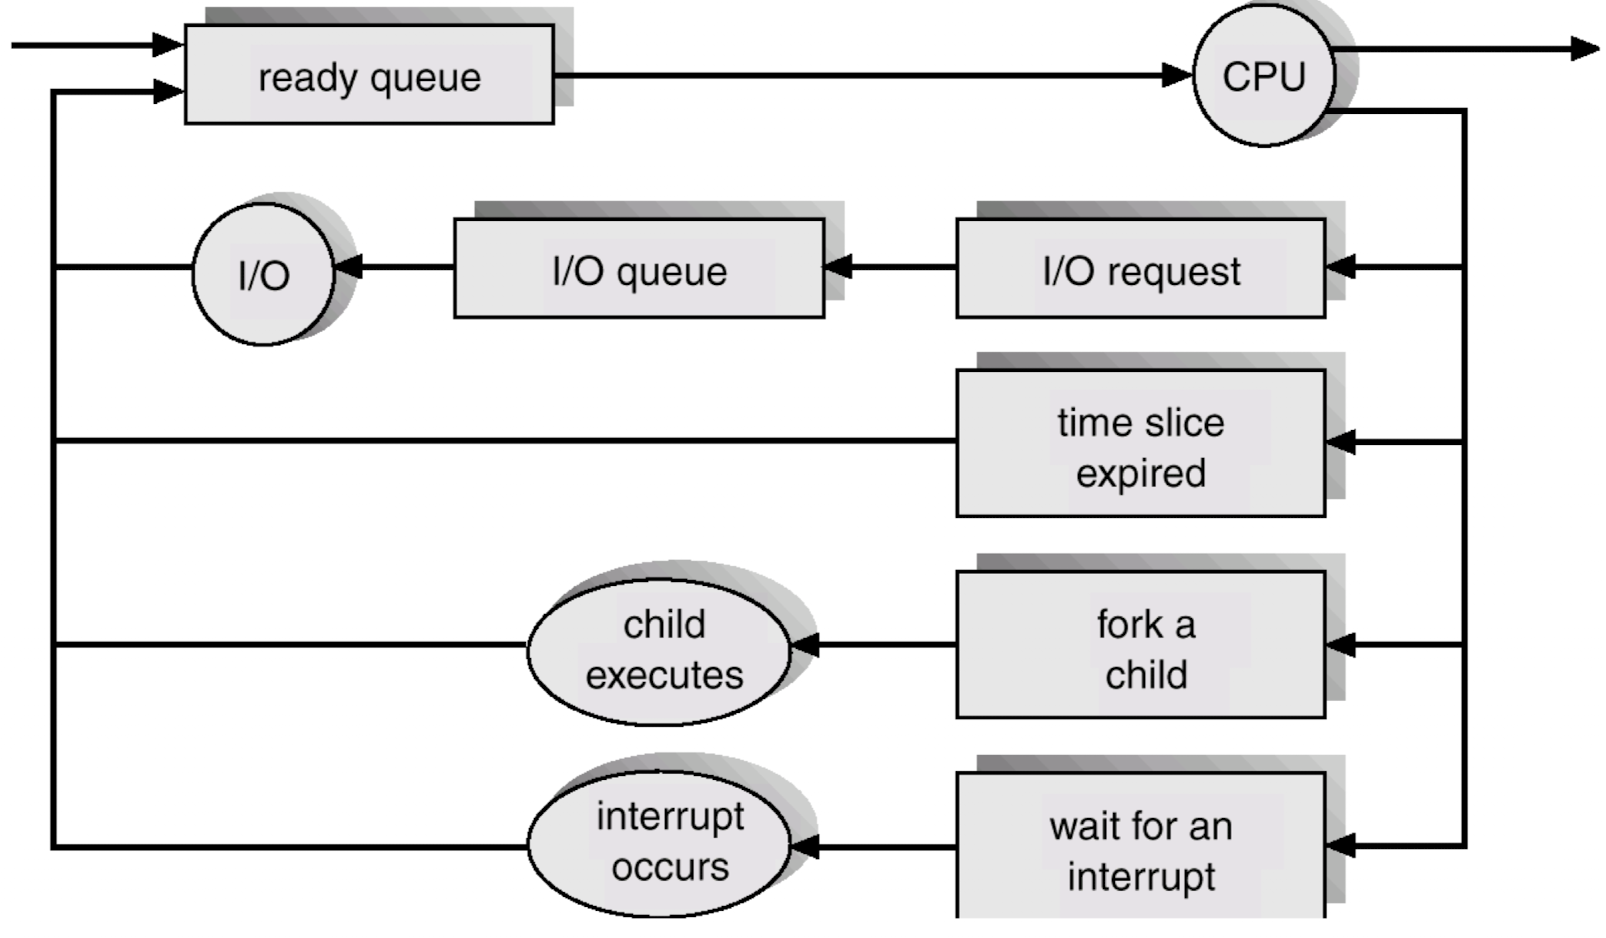 ready queue
CPU
I/O
I/O queue
I/O request
time slice
expired
child
executes
fork a
child
interrupt
occurs
wait for an
interrupt